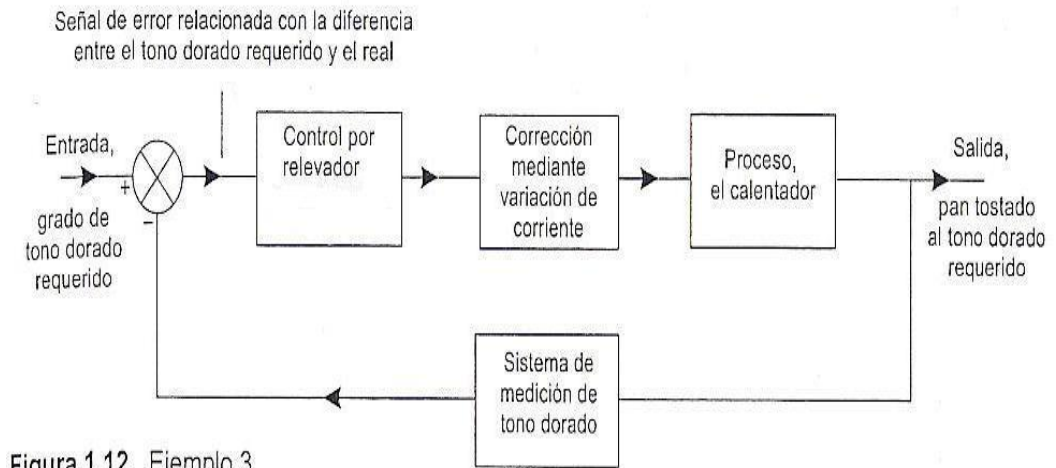 Señal de error relacionada con la diferencia
entre el tono dorado requerido y el real
Entrada,
+
−
grado de
tono dorado
requerido
Control por
relevador
Corrección
mediante
variación de
corriente
Proceso,
el calentador
Salida,
pan tostado
al tono dorado
requerido
Sistema de
medición de
tono dorado
Figura 1.12 Ejemplo 3